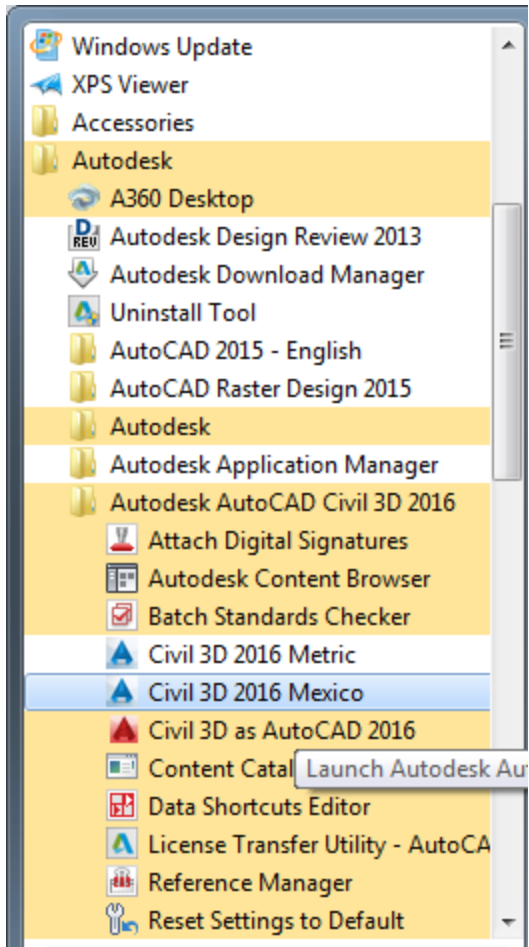 Windows Update
XPS Viewer
Accessories
Autodesk
A360 Desktop
Autodesk Design Review 2013
Autodesk Download Manager
Uninstall Tool
AutoCAD 2015 - English
AutoCAD Raster Design 2015
Autodesk
Autodesk Application Manager
Autodesk AutoCAD Civil 3D 2016
Attach Digital Signatures
Autodesk Content Browser
Batch Standards Checker
Civil 3D 2016 Metric
Civil 3D 2016 Mexico
Civil 3D as AutoCAD 2016
Content Catal Launch Autodesk Au
Data Shortcuts Editor
License Transfer Utility - AutoCA
Reference Manager
Reset Settings to Default